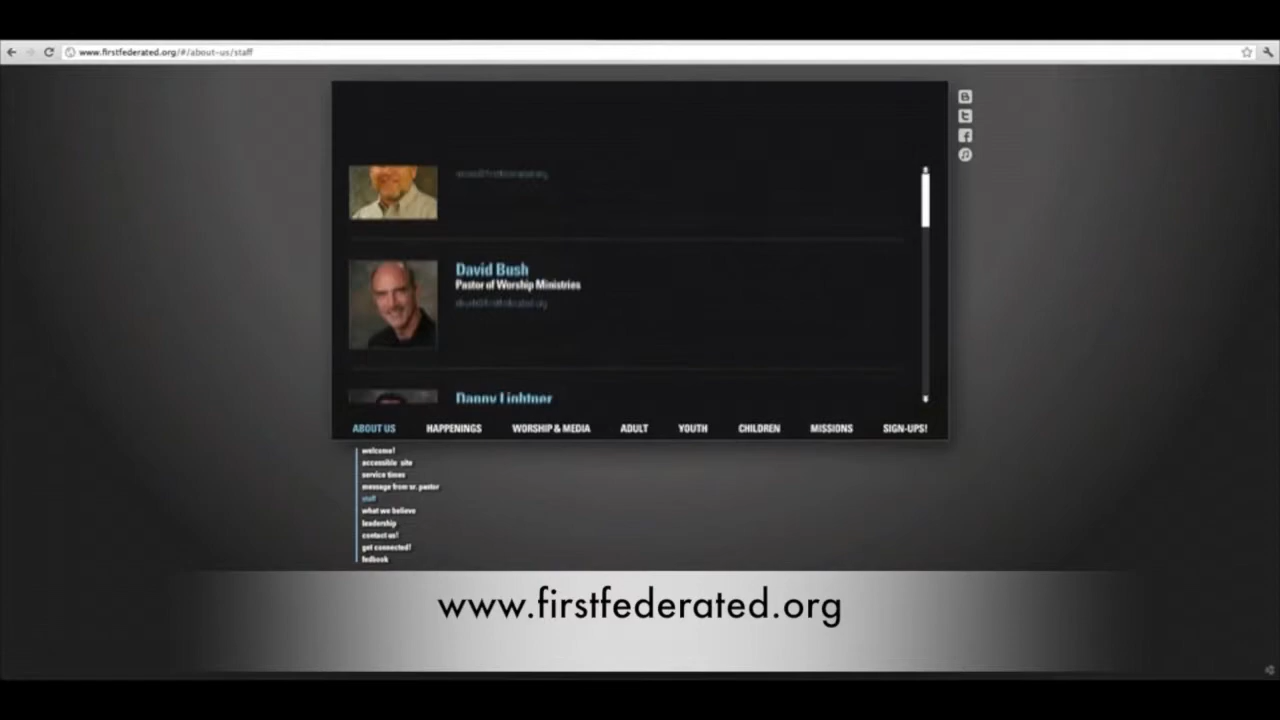 www.firstfederated.org/#/about-us/staff
David Bush
Pastor of Worship Ministries
Danny Lightner
ABOUT US HAPPENINGS WORSHIP & MEDIA ADULT YOUTH CHILDREN MISSIONS SIGN-UPS!
welcome!
accessible site
service times
message from sr. pastor
staff
what we believe
leadership
contact us!
get connected!
fedbook
www.firstfederated.org